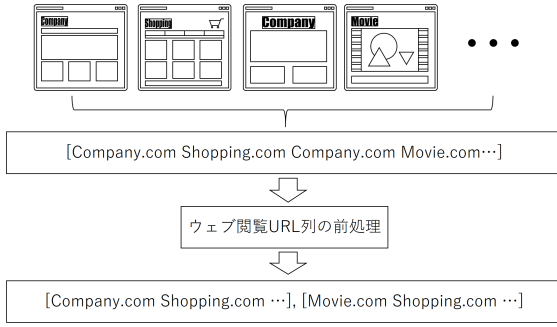 Company
Shopping
Company
Movie
[Company.com Shopping.com Company.com Movie.com…]
ウェブ閲覧URL列の前処理
[Company.com Shopping.com …], [Movie.com Shopping.com …]